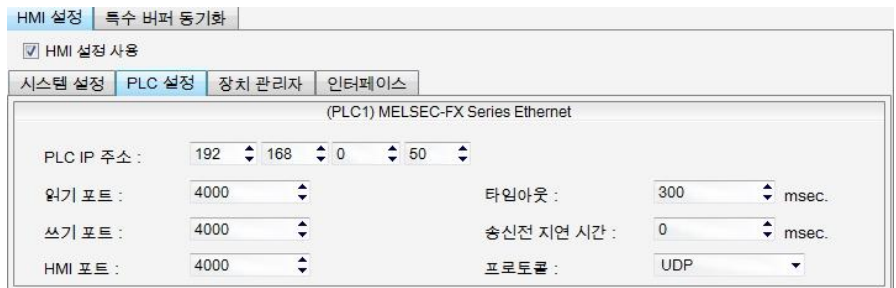 HMI 설정 특수 버퍼 동기화
HMI 설정 사용
시스템 설정 PLC 설정 장치 관리자 인터페이스
(PLC1) MELSEC-FX Series Ethernet
PLC IP 주소 : 192 168 0 50
읽기 포트 : 4000 타임아웃 : 300 msec.
쓰기 포트 : 4000 송신전 지연 시간 : 0 msec.
HMI 포트 : 4000 프로토콜 : UDP